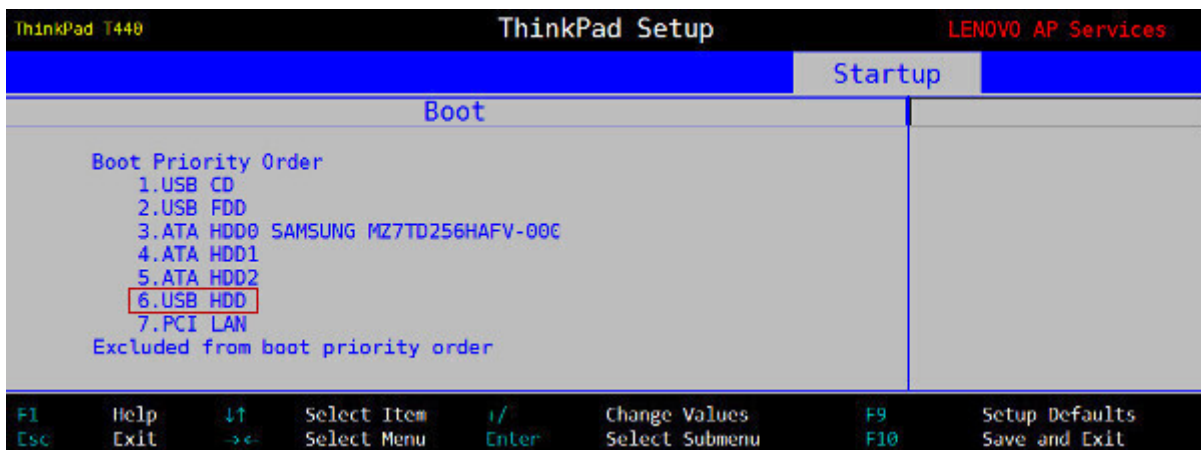 ThinkPad T440 ThinkPad Setup LENOVO AP Services
Startup
Boot
Boot Priority Order
1.USB CD
2.USB FDD
3.ATA HDD0 SAMSUNG MZ7TD256HAFV-000
4.ATA HDD1
5.ATA HDD2
6.USB HDD
7.PCI LAN
Excluded from boot priority order
F1 Help ↓↑ Select Item +/ Change Values F9 Setup Defaults
Esc Exit →← Select Menu Enter Select Submenu F10 Save and Exit